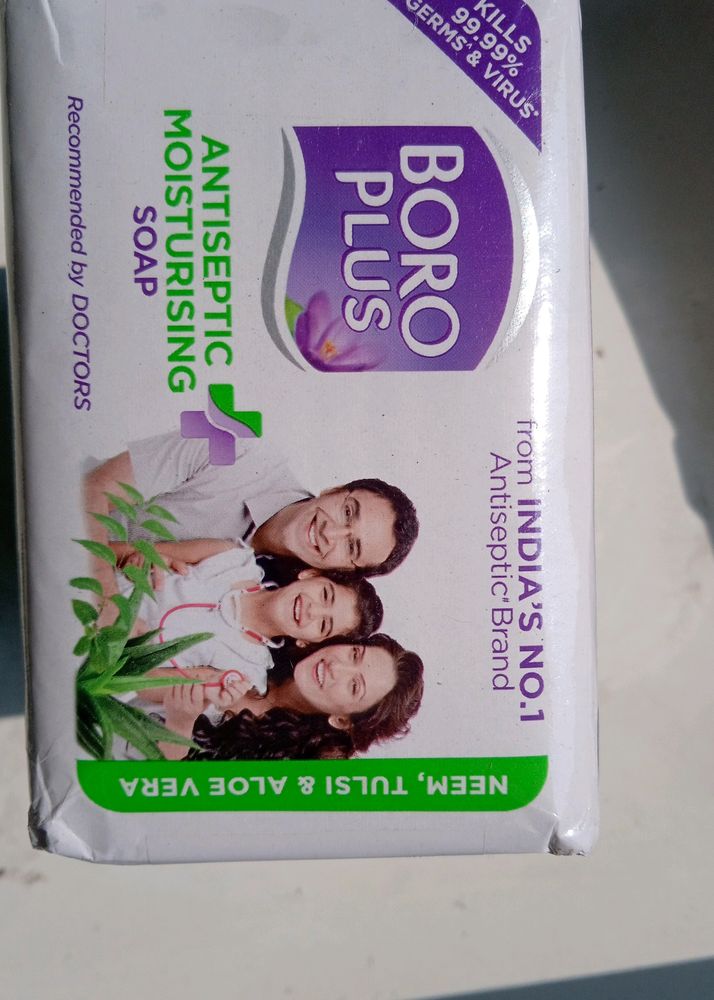 KILLS
99.99%
GERMS^ & VIRUS*
BORO
PLUS
from INDIA'S NO.1
Antiseptic# Brand
ANTISEPTIC
MOISTURISING
SOAP
Recommended by DOCTORS
NEEM, TULSI & ALOE VERA